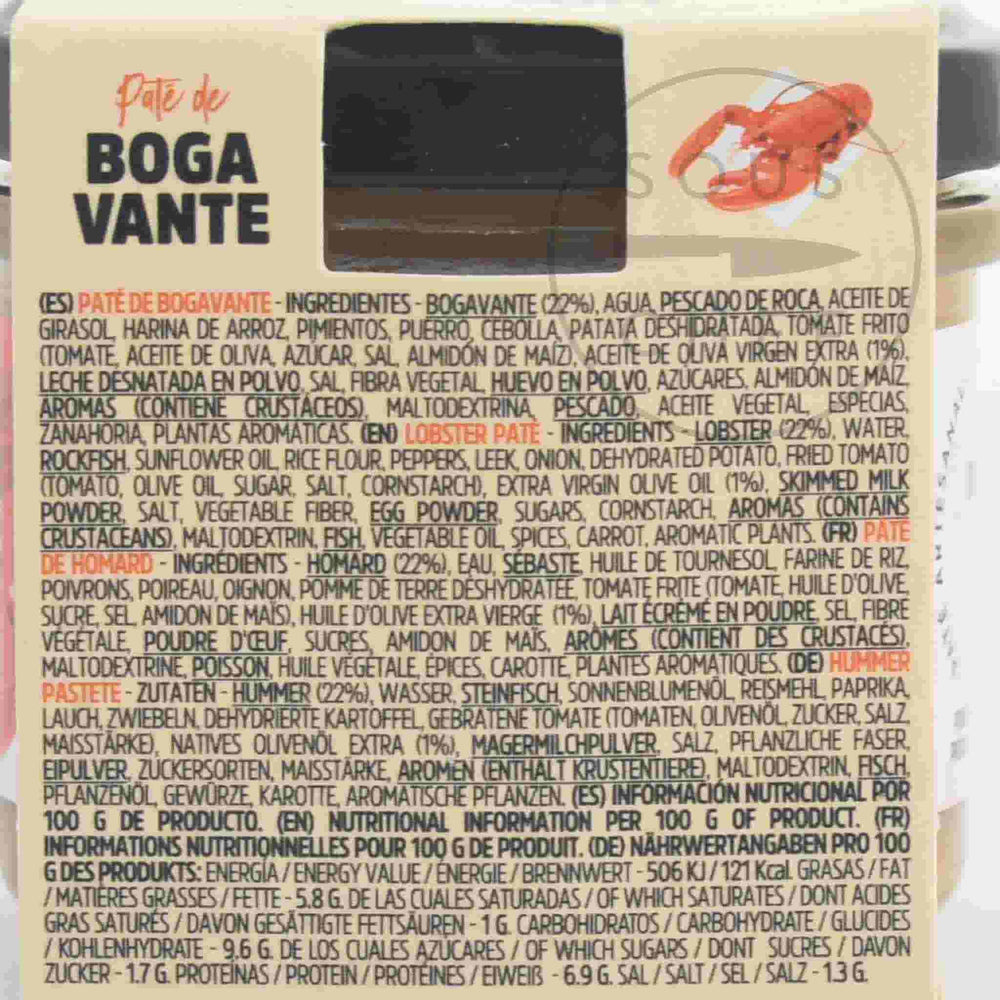 Paté de
BOGA
VANTE
SOUS
(ES) PATÉ DE BOGAVANTE - INGREDIENTES - BOGAVANTE (22%), AGUA, PESCADO DE ROCA, ACEITE DE
GIRASOL, HARINA DE ARROZ, PIMIENTOS, PUERRO, CEBOLLA, PATATA DESHIDRATADA, TOMATE FRITO
(TOMATE, ACEITE DE OLIVA, AZÚCAR, SAL, ALMIDÓN DE MAÍZ), ACEITE DE OLIVA VIRGEN EXTRA (1%),
LECHE DESNATADA EN POLVO, SAL, FIBRA VEGETAL, HUEVO EN POLVO, AZÚCARES, ALMIDÓN DE MAÍZ,
AROMAS (CONTIENE CRUSTÁCEOS), MALTODEXTRINA, PESCADO, ACEITE VEGETAL, ESPECIAS,
ZANAHORIA, PLANTAS AROMÁTICAS. (EN) LOBSTER PATÉ - INGREDIENTS - LOBSTER (22%), WATER,
ROCKFISH, SUNFLOWER OIL, RICE FLOUR, PEPPERS, LEEK, ONION, DEHYDRATED POTATO, FRIED TOMATO
(TOMATO, OLIVE OIL, SUGAR, SALT, CORNSTARCH), EXTRA VIRGIN OLIVE OIL (1%), SKIMMED MILK
POWDER, SALT, VEGETABLE FIBER, EGG POWDER, SUGARS, CORNSTARCH, AROMAS (CONTAINS
CRUSTACEANS), MALTODEXTRIN, FISH, VEGETABLE OIL, SPICES, CARROT, AROMATIC PLANTS. (FR) PATE
DE HOMARD - INGRÉDIENTS - HOMARD (22%), EAU, SÉBASTE, HUILE DE TOURNESOL, FARINE DE RIZ,
POIVRONS, POIREAU, OIGNON, POMME DE TERRE DÉSHYDRATÉE, TOMATE FRITE (TOMATE, HUILE D'OLIVE,
SUCRE, SEL, AMIDON DE MAÏS), HUILE D'OLIVE EXTRA VIERGE (1%), LAIT ÉCRÉMÉ EN POUDRE, SEL, FIBRE
VÉGÉTALE, POUDRE D'ŒUF, SUCRES, AMIDON DE MAÏS, ARÔMES (CONTIENT DES CRUSTACÉS),
MALTODEXTRINE, POISSON, HUILE VÉGÉTALE, ÉPICES, CAROTTE, PLANTES AROMATIQUES. (DE) HUMMER
PASTETE - ZUTATEN - HUMMER (22%), WASSER, STEINFISCH, SONNENBLUMENÖL, REISMEHL, PAPRIKA,
LAUCH, ZWIEBELN, DEHYDRIERTE KARTOFFEL, GEBRATENE TOMATE (TOMATEN, OLIVENÖL, ZUCKER, SALZ,
MAISSTÄRKE), NATIVES OLIVENÖL EXTRA (1%), MAGERMILCHPULVER, SALZ, PFLANZLICHE FASER,
EIPULVER, ZUCKERSORTEN, MAISSTÄRKE, AROMEN (ENTHÄLT KRUSTENTIERE), MALTODEXTRIN, FISCH,
PFLANZENÖL, GEWÜRZE, KAROTTE, AROMATISCHE PFLANZEN. (ES) INFORMACIÓN NUTRICIONAL POR
100 G DE PRODUCTO. (EN) NUTRITIONAL INFORMATION PER 100 G OF PRODUCT. (FR)
INFORMATIONS NUTRITIONNELLES POUR 100 G DE PRODUIT. (DE) NÄHRWERTANGABEN PRO 100
G DES PRODUKTS: ENERGÍA / ENERGY VALUE / ÉNERGIE / BRENNWERT - 506 KJ / 121 Kcal. GRASAS / FAT
/ MATIÈRES GRASSES / FETTE - 5.8 G. DE LAS CUALES SATURADAS / OF WHICH SATURATES / DONT ACIDES
GRAS SATURÉS / DAVON GESÄTTIGTE FETTSÄUREN - 1 G. CARBOHIDRATOS / CARBOHYDRATE / GLUCIDES
/ KOHLENHYDRATE - 9.6 G. DE LOS CUALES AZÚCARES / OF WHICH SUGARS / DONT SUCRES / DAVON
ZUCKER - 1.7 G. PROTEÍNAS / PROTEIN / PROTÉINES / EIWEIß - 6.9 G. SAL / SALT / SEL / SALZ - 1.3 G.